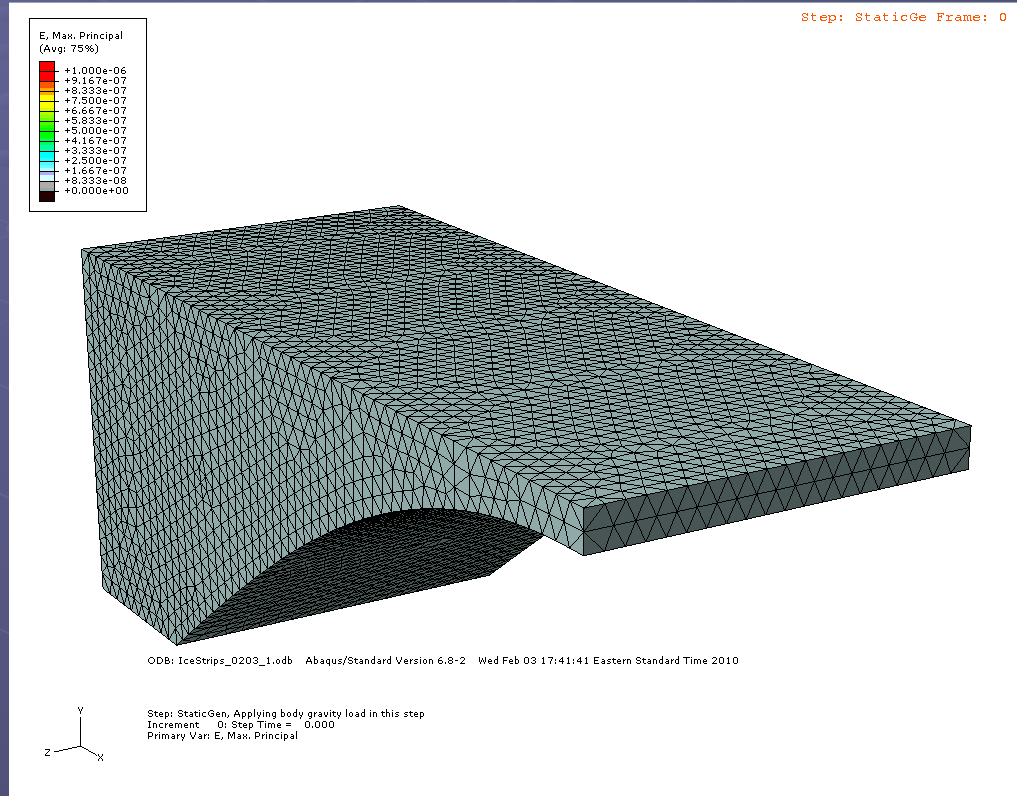 Step: StaticGe Frame: 0
E, Max. Principal
(Avg: 75%)
+1.000e-06
+9.167e-07
+8.333e-07
+7.500e-07
+6.667e-07
+5.833e-07
+5.000e-07
+4.167e-07
+3.333e-07
+2.500e-07
+1.667e-07
+8.333e-08
+0.000e+00
ODB: IceStrips_0203_1.odb    Abaqus/Standard Version 6.8-2    Wed Feb 03 17:41:41 Eastern Standard Time 2010
Y
Z
X
Step: StaticGen, Applying body gravity load in this step
Increment      0: Step Time =    0.000
Primary Var: E, Max. Principal